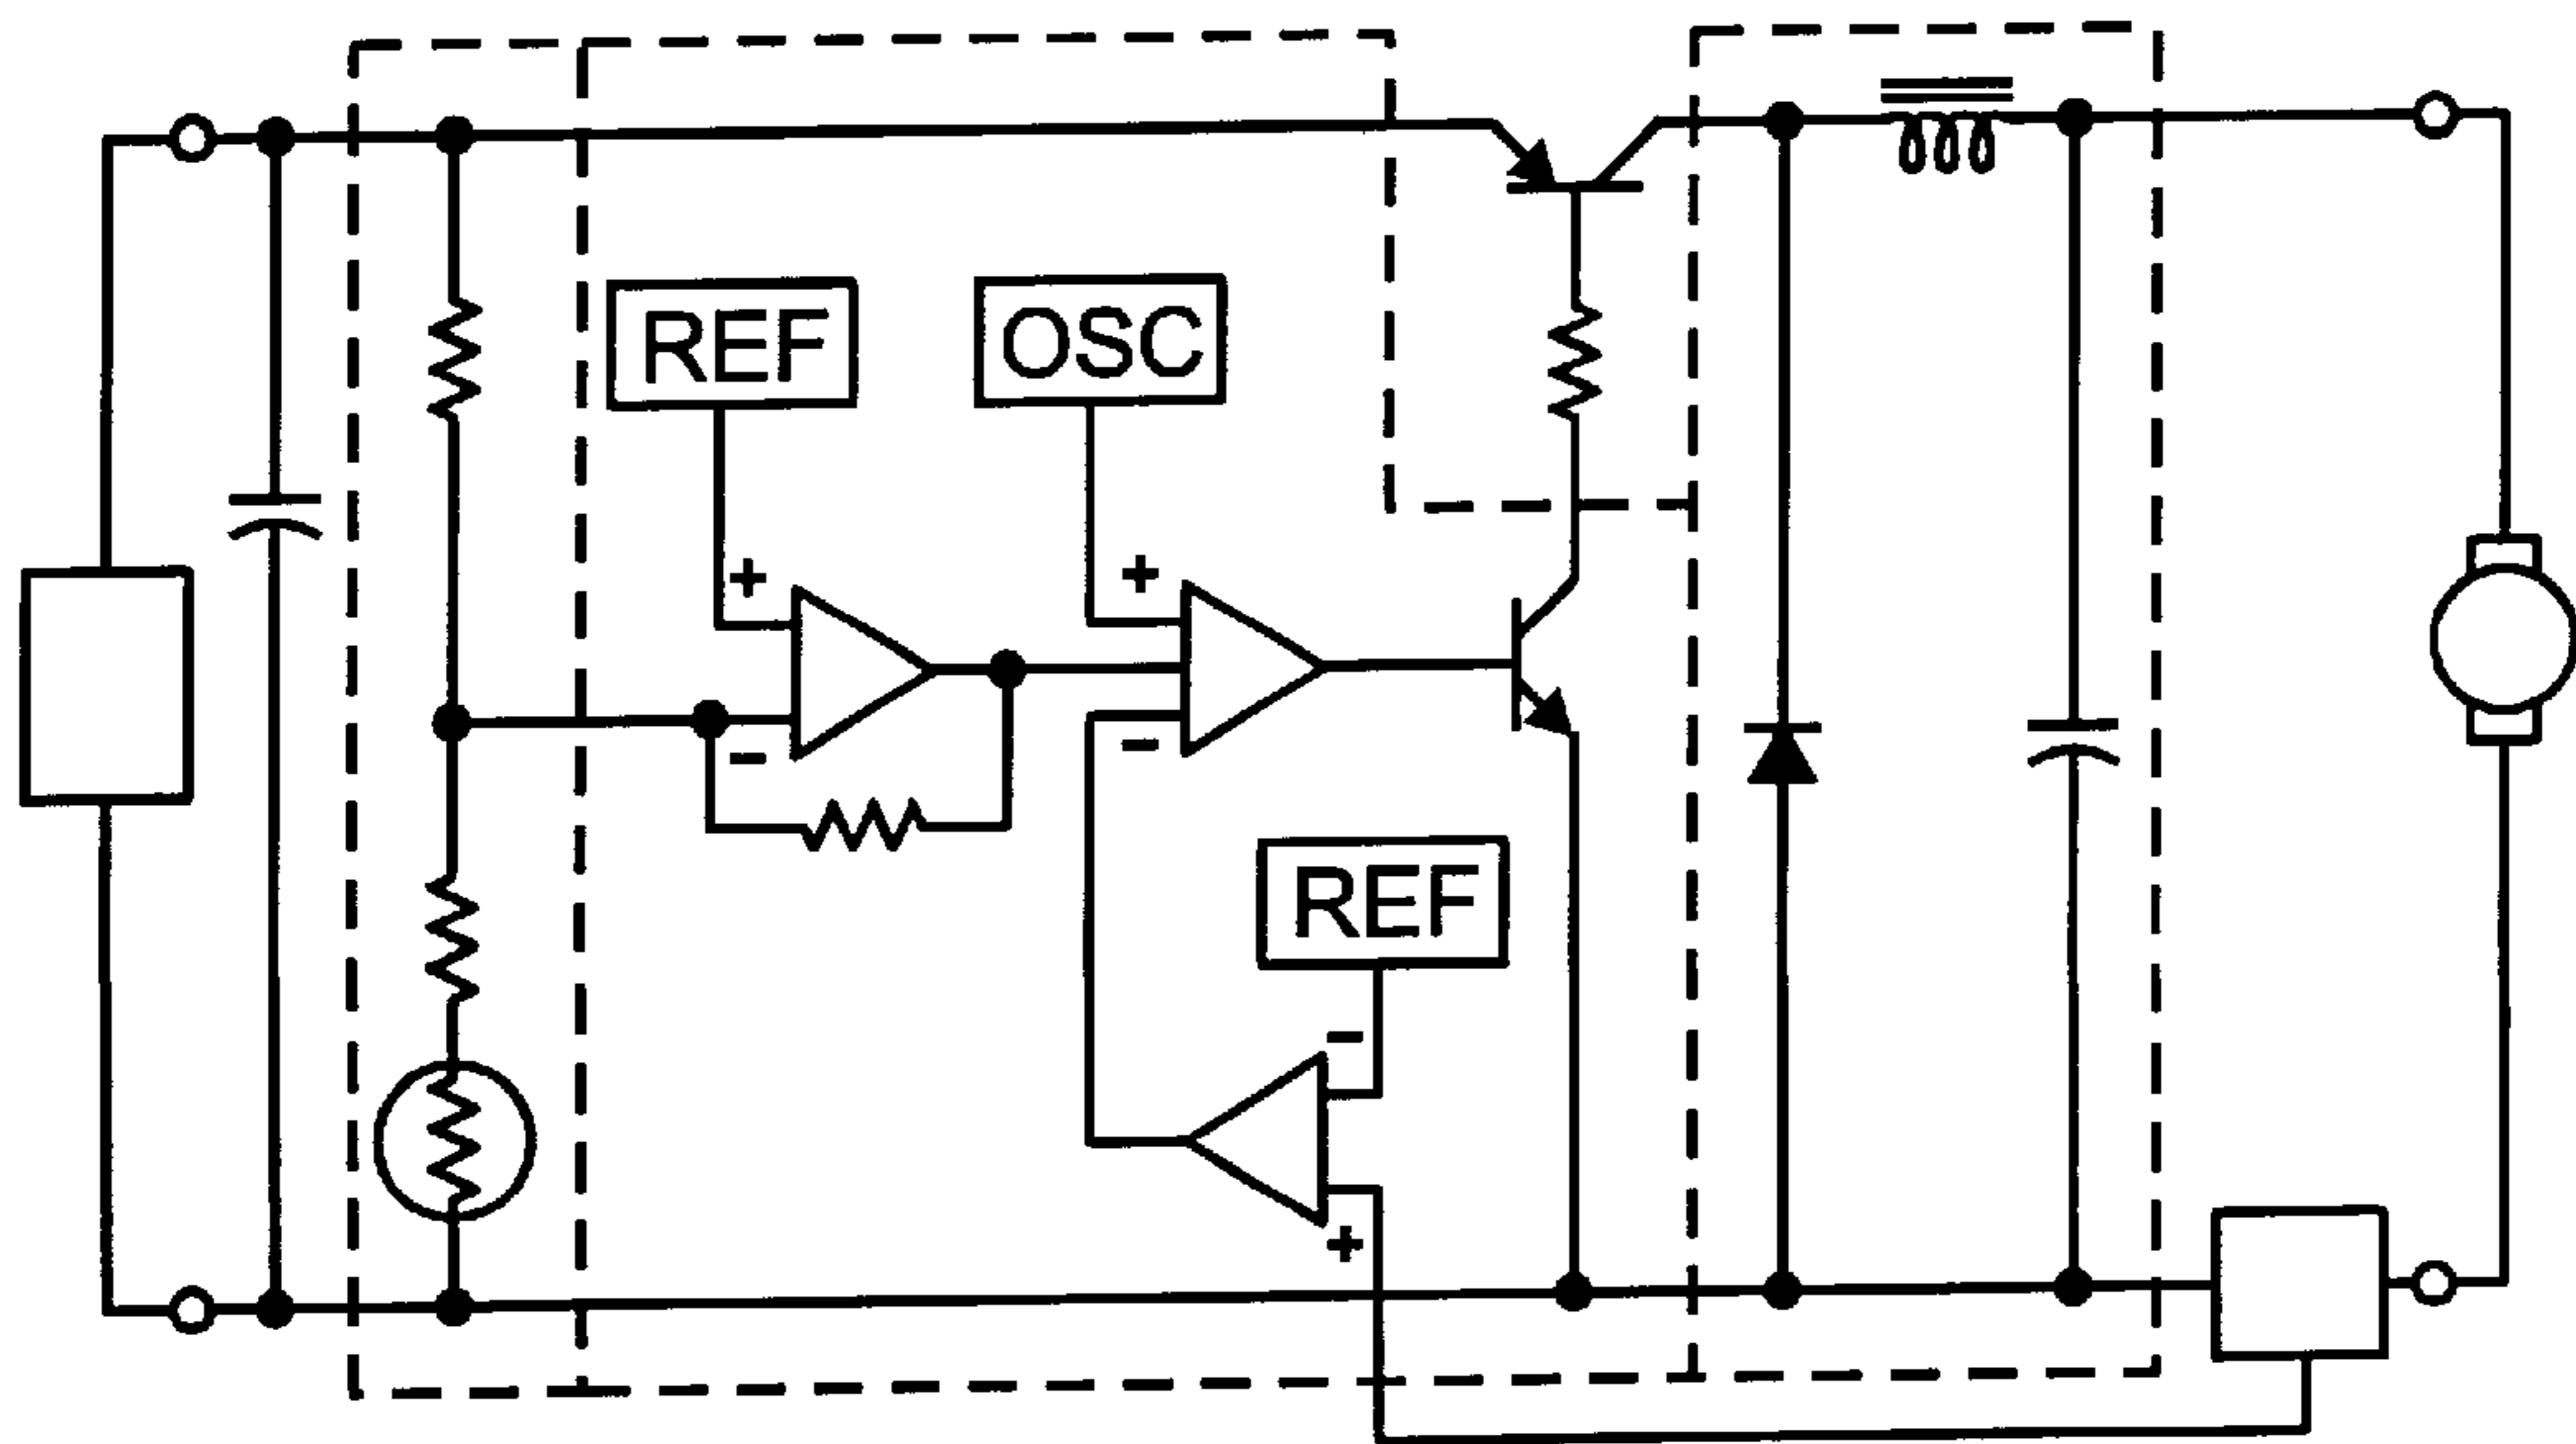 REF
OSC
+
+
-
-
REF
-
+